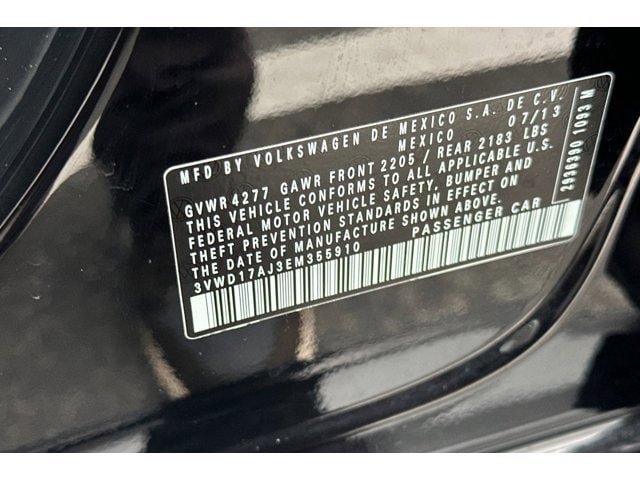 MFD BY VOLKSWAGEN DE MEXICO S.A. DE C.V.
MEXICO 07/13
GVWR 4277 GAWR FRONT 2205 / REAR 2183 LBS
THIS VEHICLE CONFORMS TO ALL APPLICABLE U.S.
FEDERAL MOTOR VEHICLE SAFETY, BUMPER, AND
THEFT PREVENTION STANDARDS IN EFFECT ON
THE DATE OF MANUFACTURE SHOWN ABOVE.
3VWD17AJ3EM355910 PASSENGER CAR
2936390 1093 M